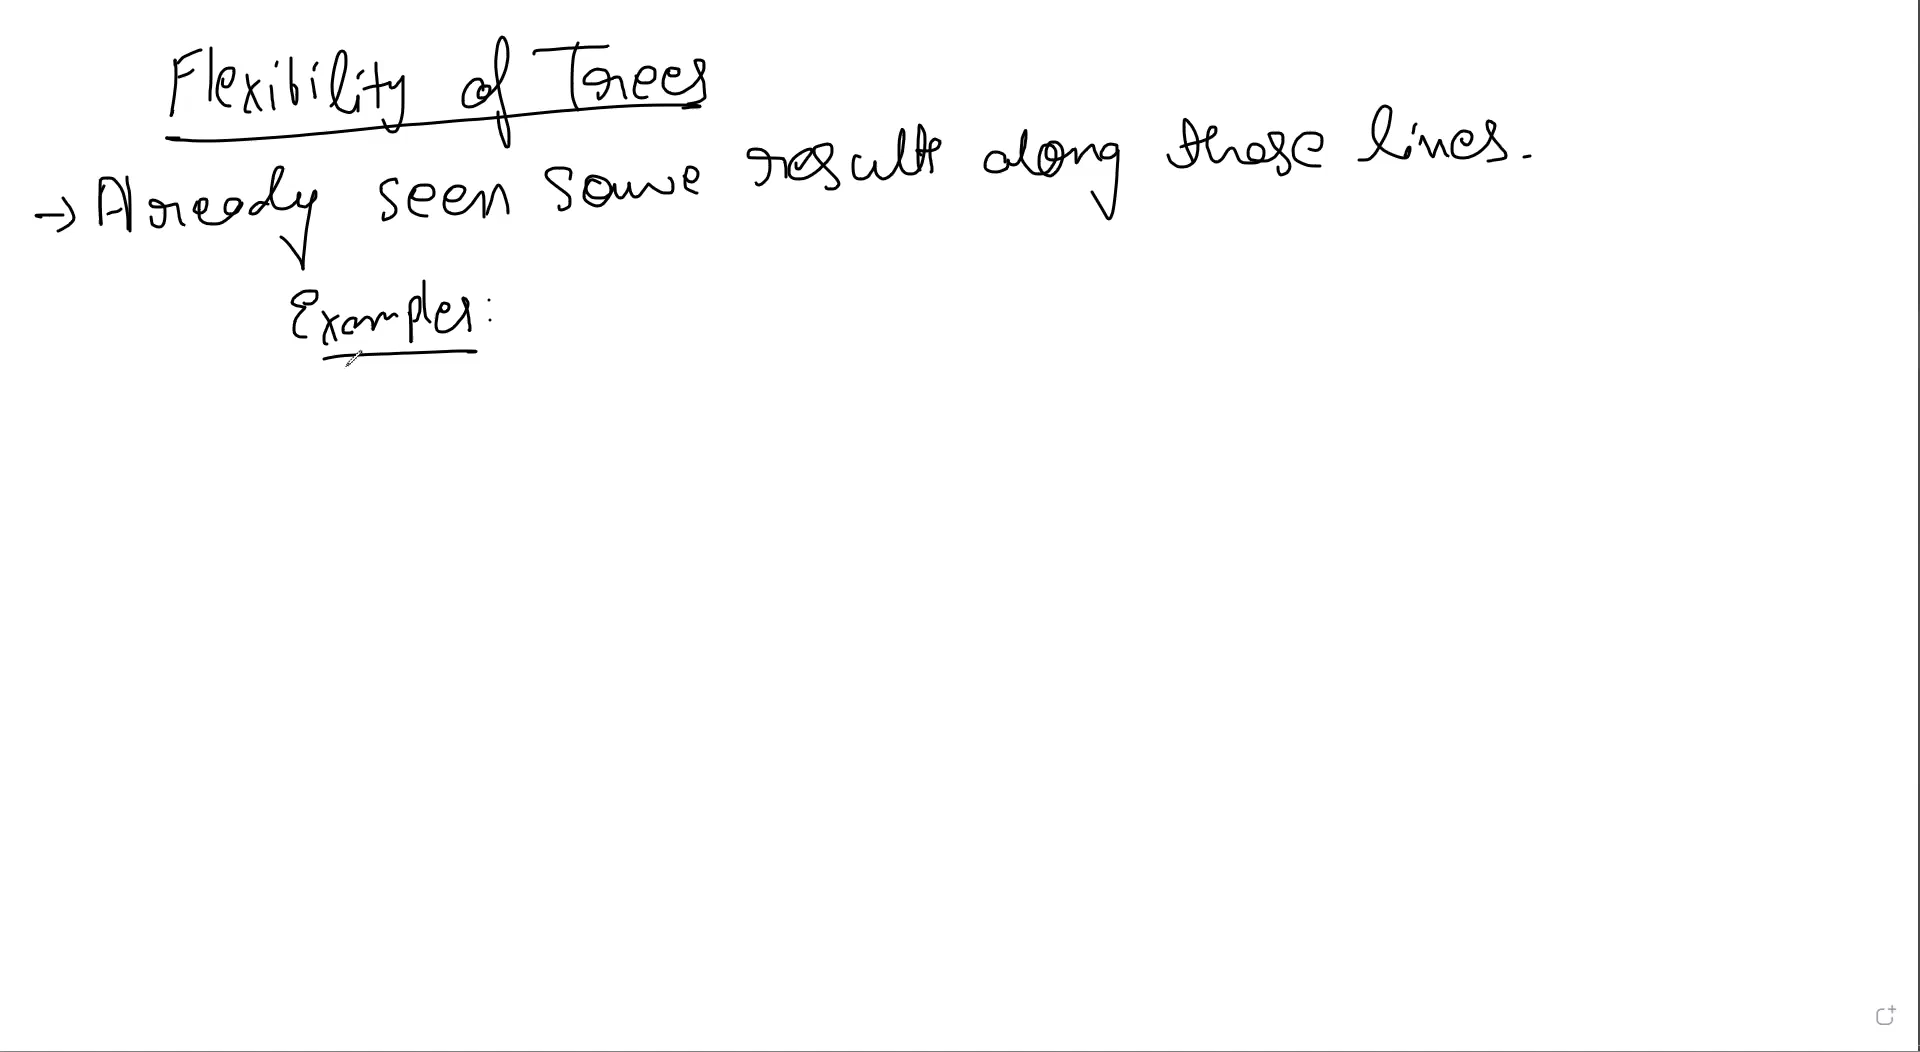 Flexibility of Trees
→ Already seen some results along these lines.
Examples: